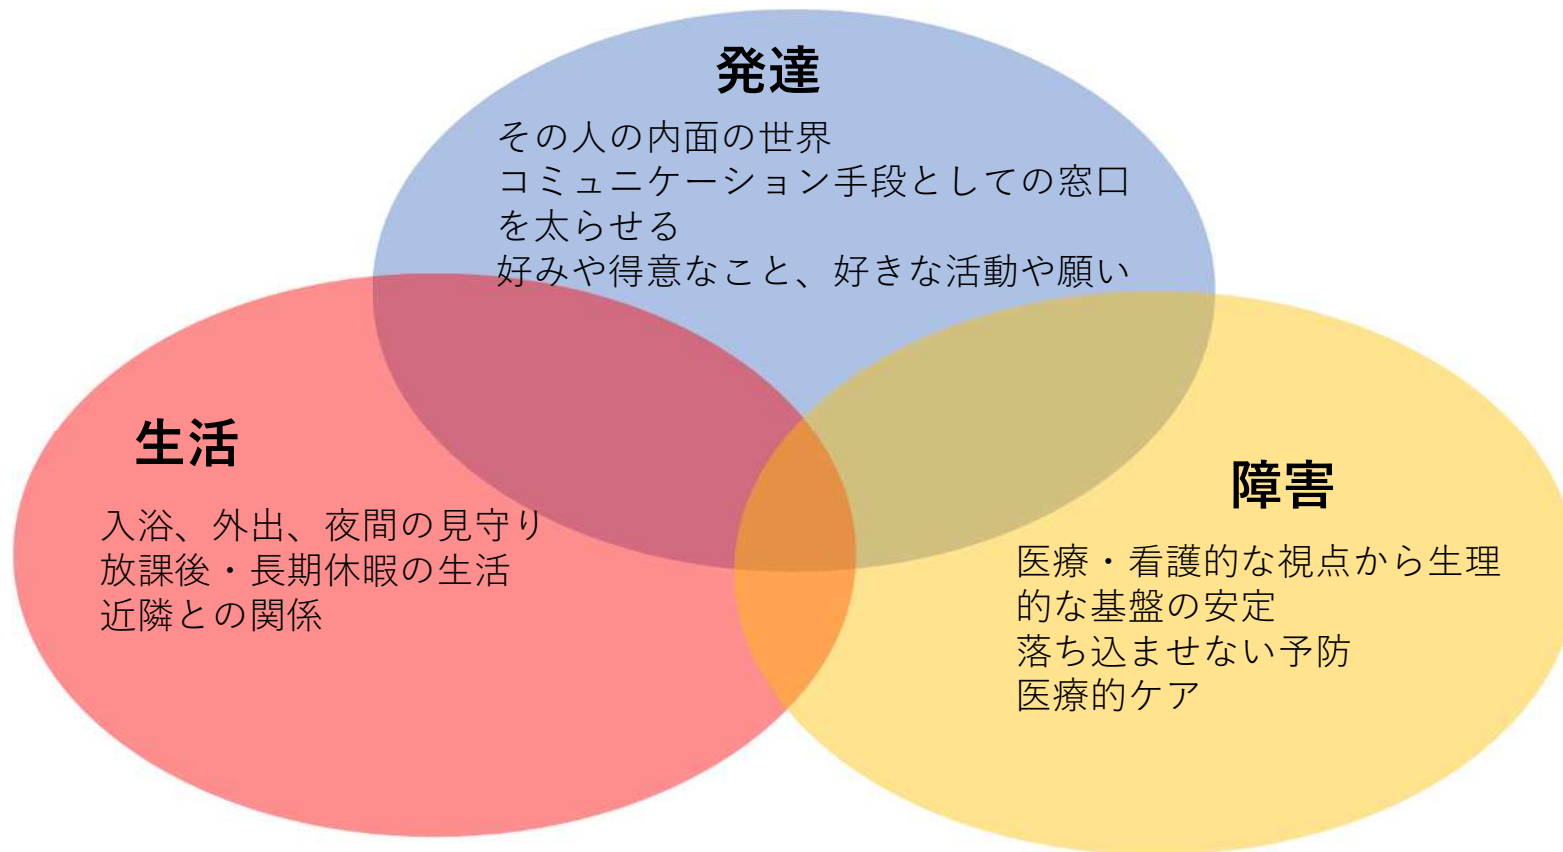 発達
その人の内面の世界
コミュニケーション手段としての窓口
を太らせる
好みや得意なこと、好きな活動や願い
生活
入浴、外出、夜間の見守り
放課後・長期休暇の生活
近隣との関係
障害
医療・看護的な視点から生理
的な基盤の安定
落ち込ませない予防
医療的ケア